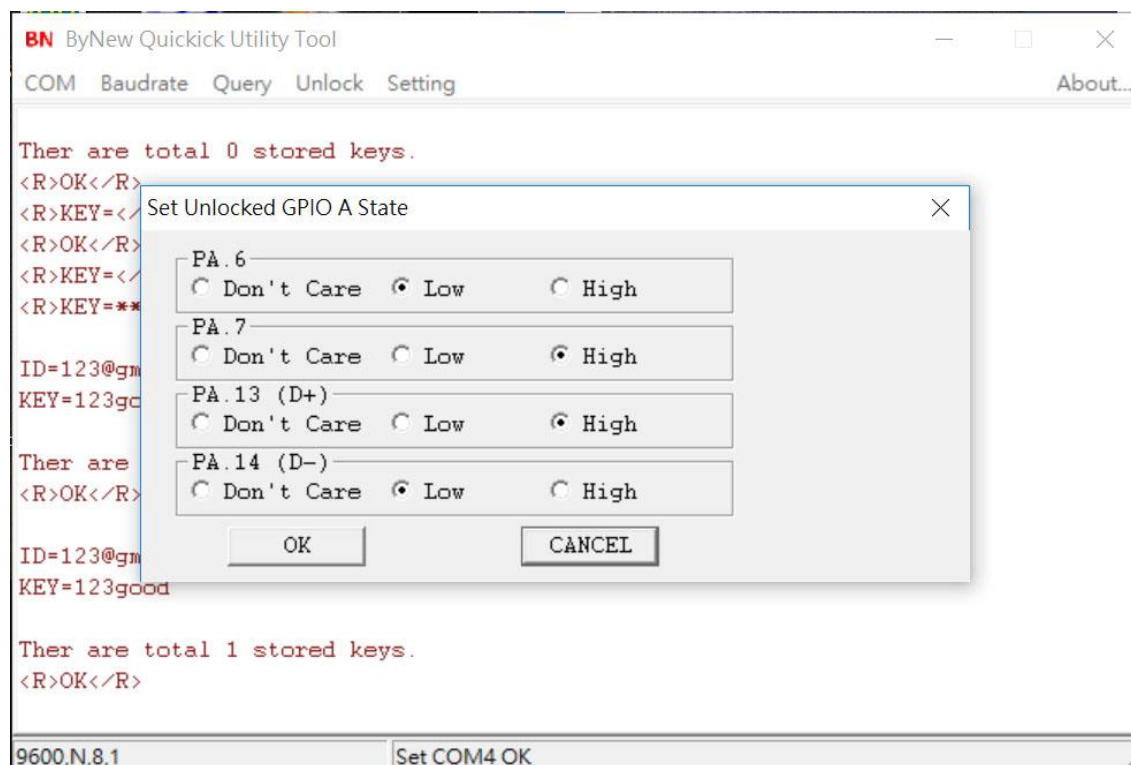 BN ByNew Quickick Utility Tool
COM Baudrate Query Unlock Setting About...
Ther are total 0 stored keys.
<R>OK</R>
<R>KEY=</
<R>OK</R>
<R>KEY=</
<R>KEY=**
ID=123@gm
KEY=123go
Ther are
<R>OK</R>
ID=123@gm
KEY=123good
Ther are total 1 stored keys.
<R>OK</R>
Set Unlocked GPIO A State
PA.6
Don't Care Low High
PA.7
Don't Care Low High
PA.13 (D+)
Don't Care Low High
PA.14 (D-)
Don't Care Low High
OK CANCEL
9600,N,8,1 Set COM4 OK